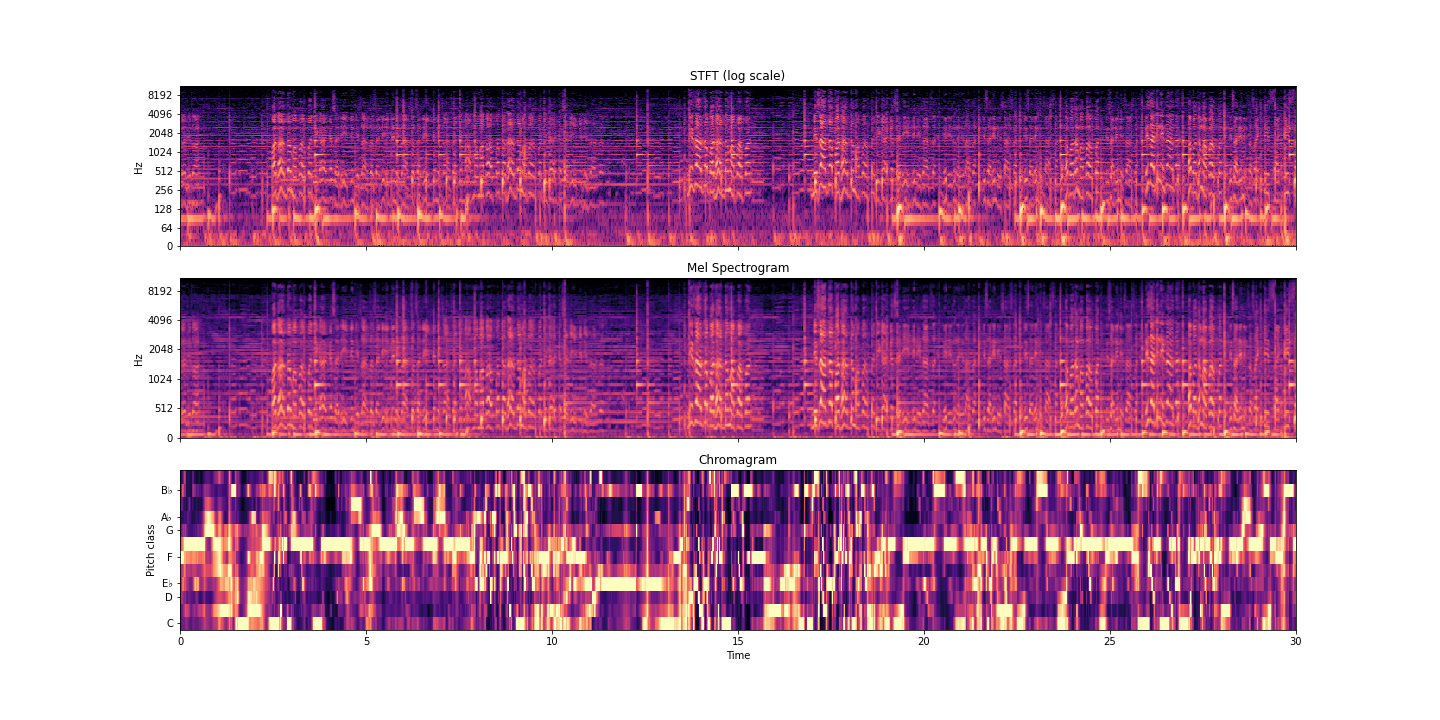 STFT (log scale)
8192
4096
2048
1024
512
256
128
64
0
Hz
Mel Spectrogram
8192
4096
2048
1024
512
0
Hz
Chromagram
B♭
A♭
G
F
E♭
D
C
Pitch class
0 5 10 15 20 25 30
Time